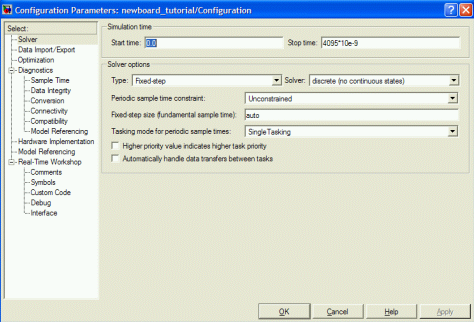 Configuration Parameters: newboard_tutorial/Configuration
Select:
Solver
Data Import/Export
Optimization
Diagnostics
Sample Time
Data Integrity
Conversion
Connectivity
Compatibility
Model Referencing
Hardware Implementation
Model Referencing
Real-Time Workshop
Comments
Symbols
Custom Code
Debug
Interface
Simulation time
Start time: 0.0 Stop time: 4095*10e-9
Solver options
Type: Fixed-step Solver: discrete (no continuous states)
Periodic sample time constraint: Unconstrained
Fixed-step size (fundamental sample time): auto
Tasking mode for periodic sample times: SingleTasking
Higher priority value indicates higher task priority
Automatically handle data transfers between tasks
OK Cancel Help Apply